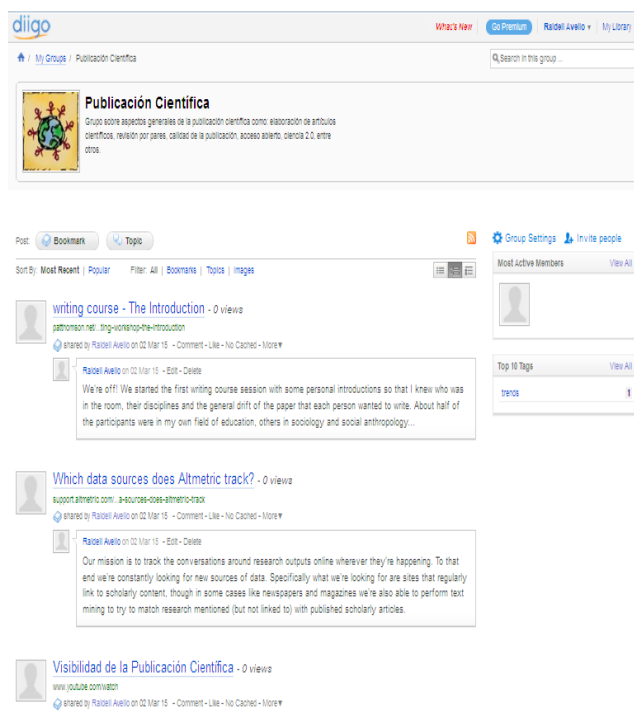 diigo
What's New
Go Premium
Raidell Avello ▾
My Library
/ My Groups / Publicación Científica
Search in this group ...
Publicación Científica
Grupo sobre aspectos generales de la publicación científica como: elaboración de artículos
científicos, revisión por pares, calidad de la publicación, acceso abierto, ciencia 2.0, entre
otros.
Post: Bookmark Topic
Group Settings Invite people
Sort By: Most Recent | Popular Filter: All | Bookmarks | Topics | Images
Most Active Members View All
writing course - The Introduction - 0 views
patthomson.net/...ting-workshop-the-introduction
shared by Raidell Avello on 02 Mar 15 - Comment - Like - No Cached - More▾
Raidell Avello on 02 Mar 15 - Edit - Delete
We're off! We started the first writing course session with some personal introductions so that I knew who was
in the room, their disciplines and the general drift of the paper that each person wanted to write. About half of
the participants were in my own field of education, others in sociology and social anthropology...
Top 10 Tags View All
trends 1
Which data sources does Altmetric track? - 0 views
support.altmetric.com/...a-sources-does-altmetric-track
shared by Raidell Avello on 02 Mar 15 - Comment - Like - No Cached - More▾
Raidell Avello on 02 Mar 15 - Edit - Delete
Our mission is to track the conversations around research outputs online wherever they're happening. To that
end we're constantly looking for new sources of data. Specifically what we're looking for are sites that regularly
link to scholarly content, though in some cases like newspapers and magazines we're also able to perform text
mining to try to match research mentioned (but not linked to) with published scholarly articles.
Visibilidad de la Publicación Científica - 0 views
www.youtube.com/watch
shared by Raidell Avello on 02 Mar 15 - Comment - Like - No Cached - More▾